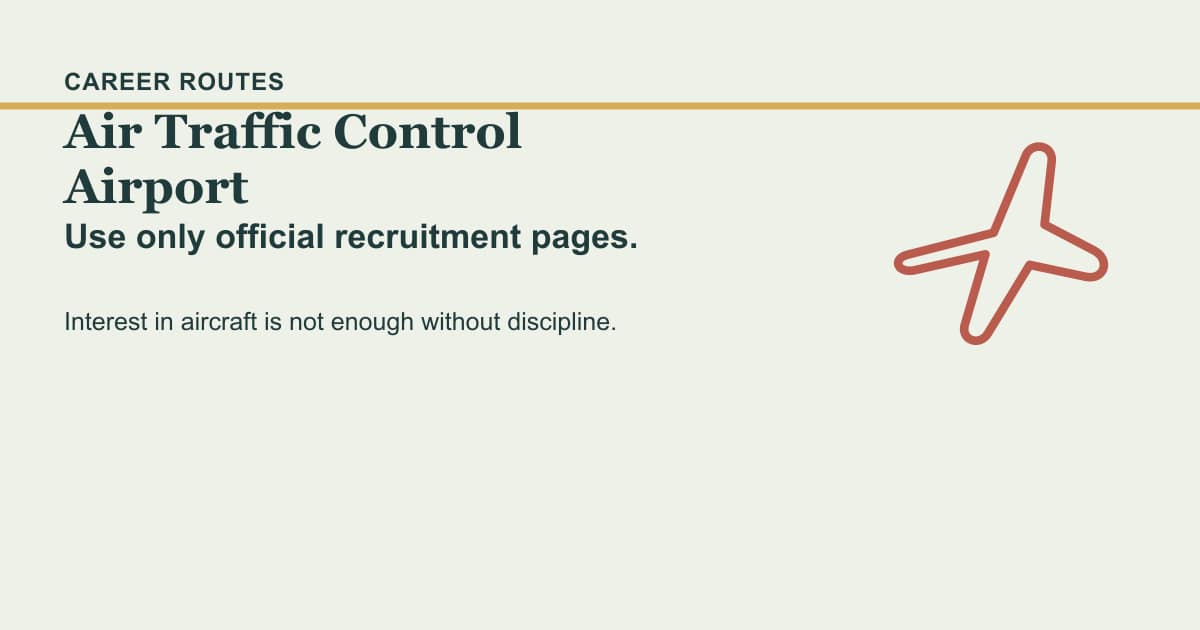 CAREER ROUTES
Air Traffic Control
Airport
Use only official recruitment pages.
Interest in aircraft is not enough without discipline.